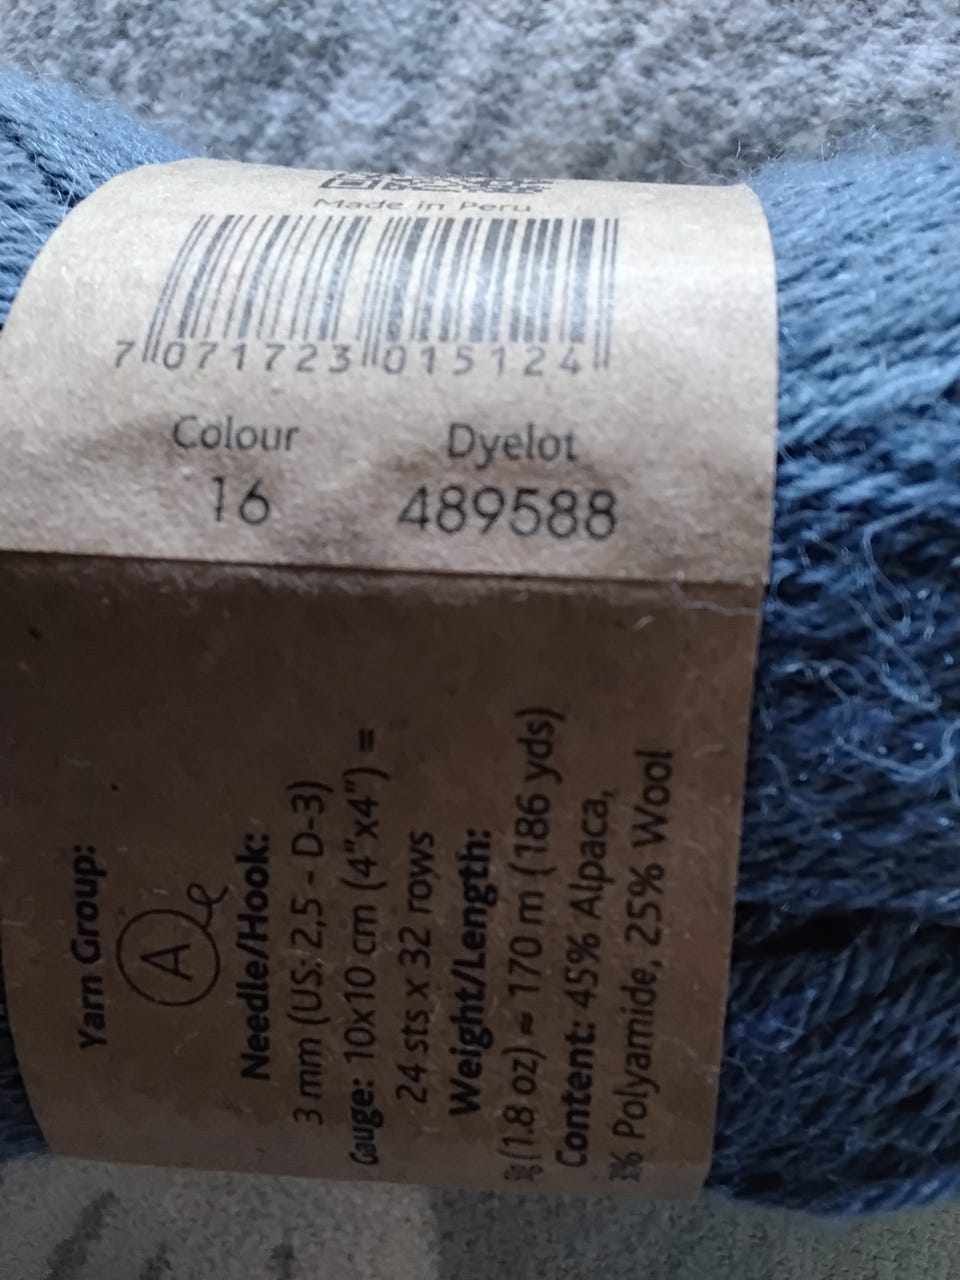 Made in Peru
7 071723 015124
Colour Dyelot
16 489588
Yarn Group:
A
Needle/Hook:
3 mm (US: 2,5 - D-3)
Gauge: 10x10 cm (4"x4") =
24 sts x 32 rows
Weight/Length:
(1.8 oz) ≈ 170 m (186 yds)
Content: 45% Alpaca,
Polyamide, 25% Wool